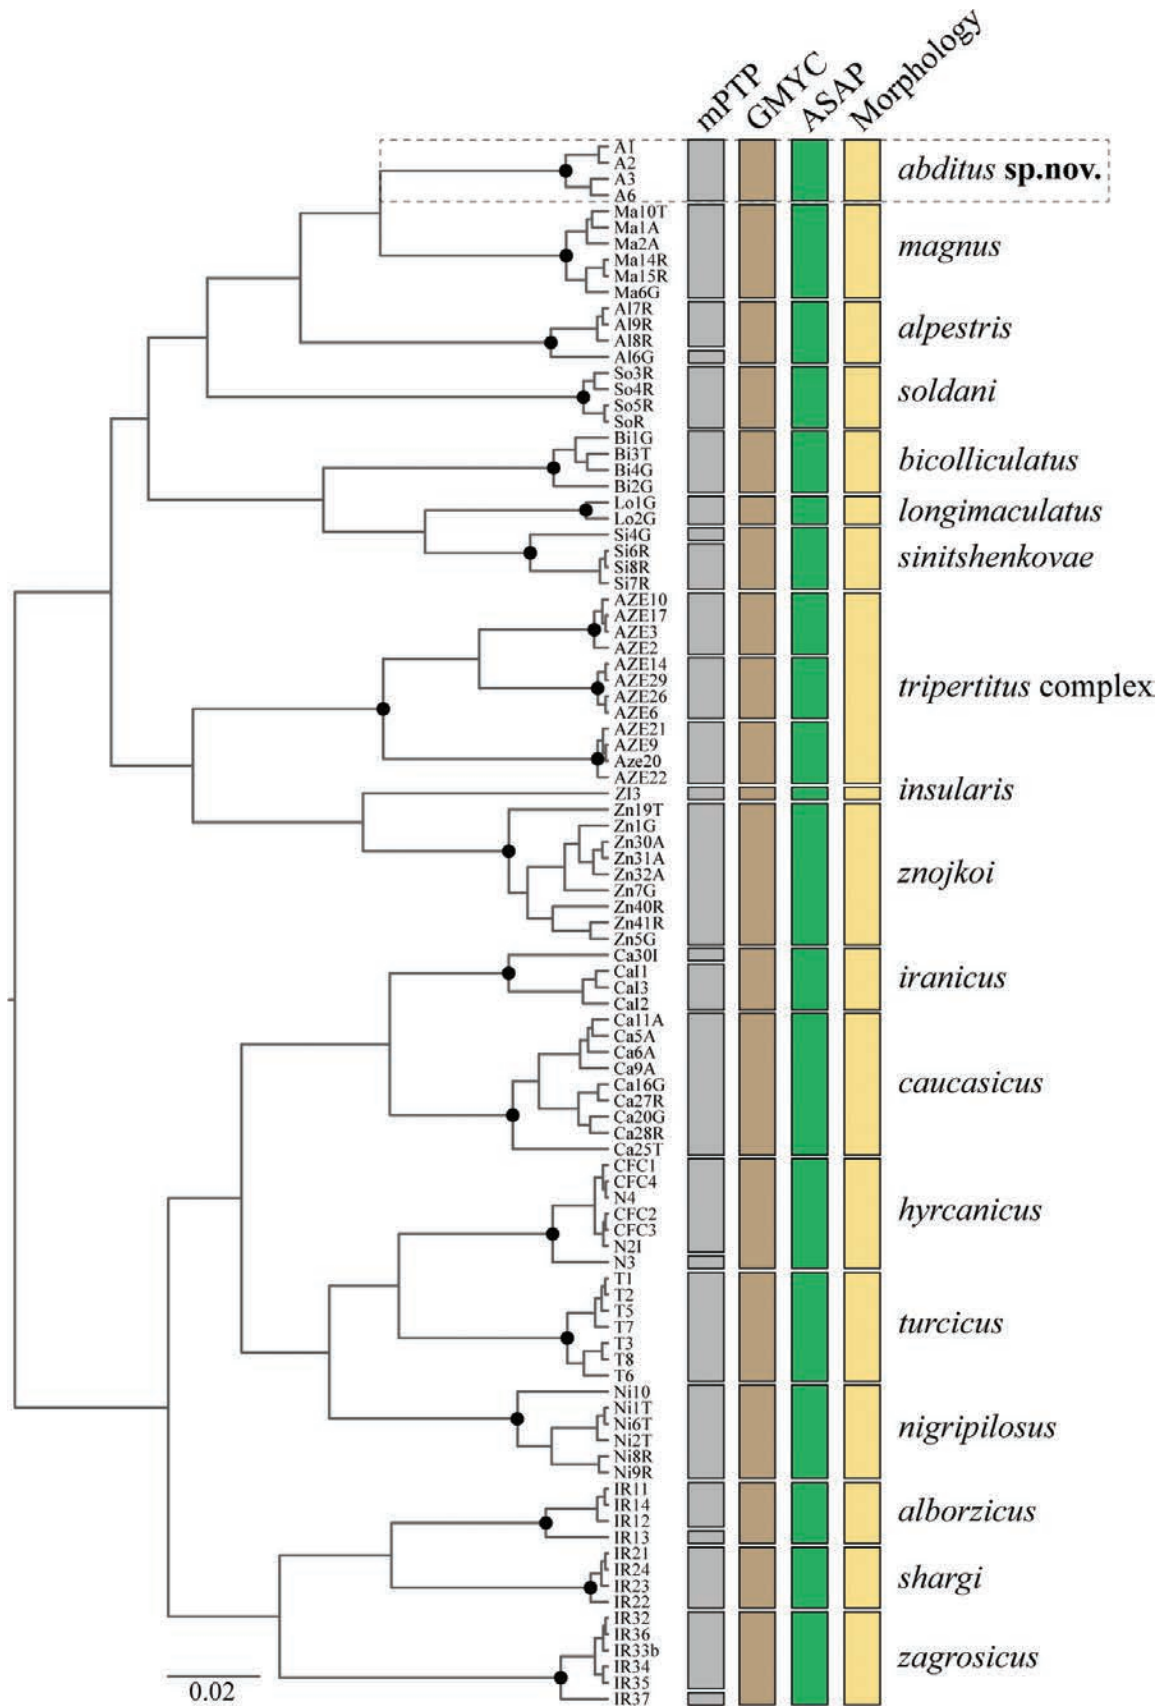 mPTP
GMYC
ASAP
Morphology
A1
A2
A3
A6
abditus sp.nov.
Ma10T
Ma1A
Ma2A
Ma14R
Ma15R
Ma6G
magnus
Al7R
Al9R
Al8R
Al6G
alpestris
So3R
So4R
So5R
SoR
soldani
Bi1G
Bi3T
Bi4G
Bi2G
bicolliculatus
Lo1G
Lo2G
longimaculatus
Si4G
Si6R
Si8R
Si7R
sinitshenkovae
AZE10
AZE17
AZE3
AZE2
AZE14
AZE29
AZE26
AZE6
AZE21
AZE9
Aze20
AZE22
tripertitus complex
ZI3
insularis
Zn19T
Zn1G
Zn30A
Zn31A
Zn32A
Zn7G
Zn40R
Zn41R
Zn5G
znojkoi
Ca30I
CaI1
CaI3
CaI2
iranicus
Ca11A
Ca5A
Ca6A
Ca9A
Ca16G
Ca27R
Ca20G
Ca28R
Ca25T
caucasicus
CFC1
CFC4
N4
CFC2
CFC3
N2I
N3
hyrcanicus
T1
T2
T5
T7
T3
T8
T6
turcicus
Ni10
Ni1T
Ni6T
Ni2T
Ni8R
Ni9R
nigripilosus
IR11
IR14
IR12
IR13
alborzicus
IR21
IR24
IR23
IR22
shargi
IR32
IR36
IR33b
IR34
IR35
IR37
zagrosicus
0.02